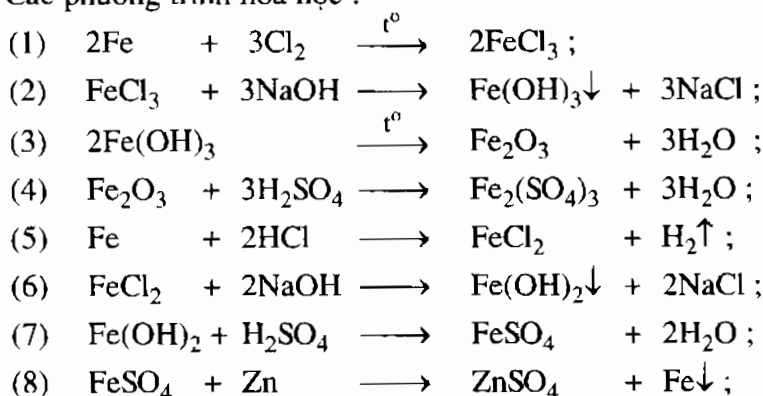 Các phương trình hóa học :
(1) 2Fe + 3Cl₂ —t°→ 2FeCl₃ ;
(2) FeCl₃ + 3NaOH ⟶ Fe(OH)₃↓ + 3NaCl ;
(3) 2Fe(OH)₃ —t°→ Fe₂O₃ + 3H₂O ;
(4) Fe₂O₃ + 3H₂SO₄ ⟶ Fe₂(SO₄)₃ + 3H₂O ;
(5) Fe + 2HCl ⟶ FeCl₂ + H₂↑ ;
(6) FeCl₂ + 2NaOH ⟶ Fe(OH)₂↓ + 2NaCl ;
(7) Fe(OH)₂ + H₂SO₄ ⟶ FeSO₄ + 2H₂O ;
(8) FeSO₄ + Zn ⟶ ZnSO₄ + Fe↓ ;